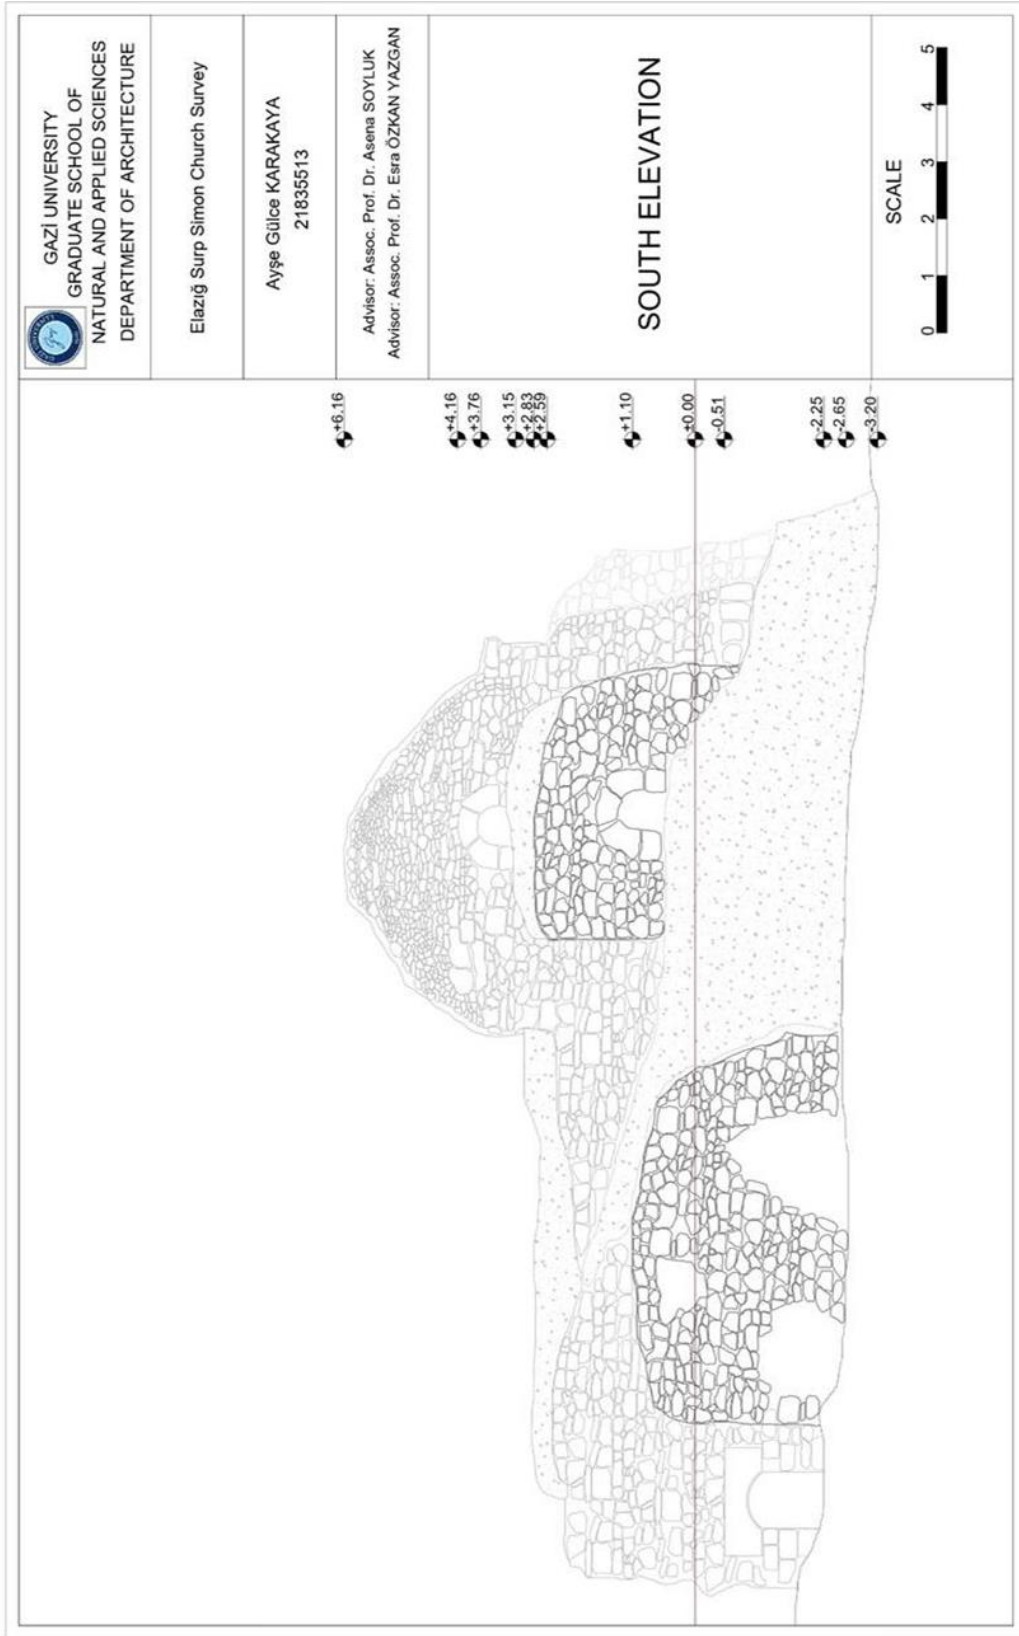 GAZİ UNIVERSITY
GRADUATE SCHOOL OF
NATURAL AND APPLIED SCIENCES
DEPARTMENT OF ARCHITECTURE
Elazığ Surp Simon Church Survey
Ayşe Gülce KARAKAYA
21835513
Advisor: Assoc. Prof. Dr. Asena SOYLUK
Advisor: Assoc. Prof. Dr. Esra ÖZKAN YAZGAN
SOUTH ELEVATION
SCALE
0 1 2 3 4 5
+6.16
+4.16
+3.76
+3.15
+2.83
+2.59
+1.10
±0.00
-0.51
-2.25
-2.65
-3.20